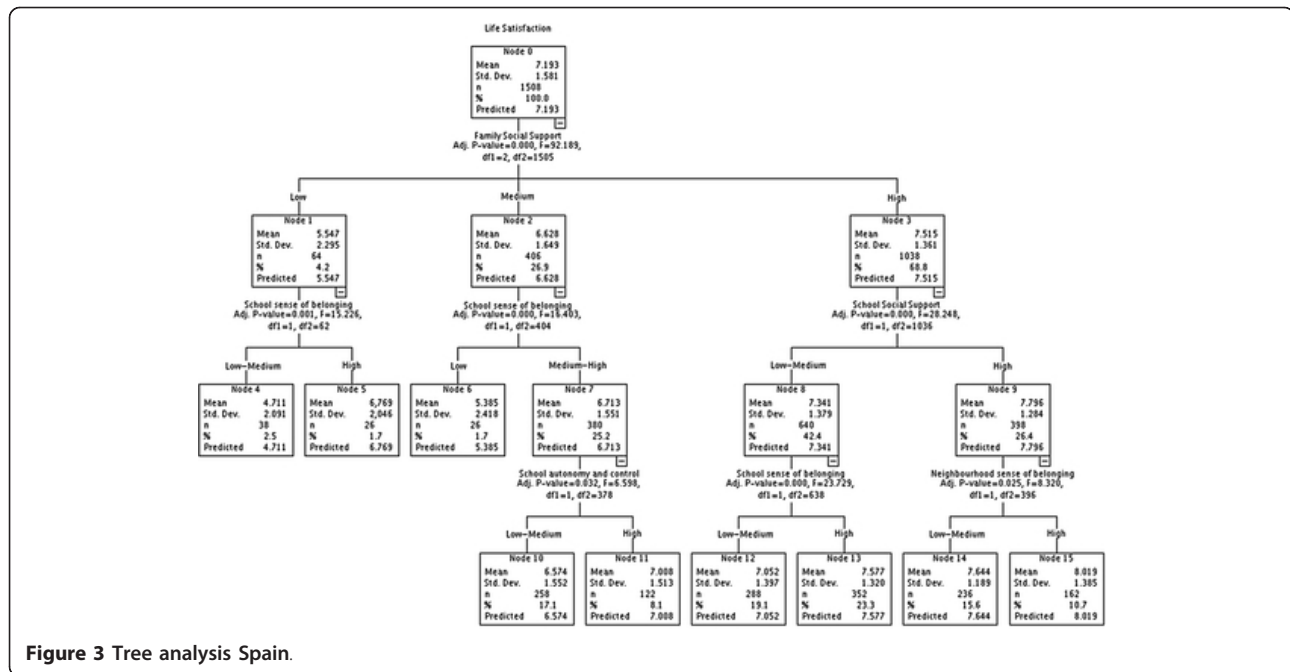 Life Satisfaction
Node 0
Mean 7.193
Std. Dev. 1.581
n 1508
% 100.0
Predicted 7.193
Family Social Support
Adj. P-value=0.000, F=92.189,
df1=2, df2=1505
Low
Medium
High
Node 1
Mean 5.547
Std. Dev. 2.295
n 64
% 4.2
Predicted 5.547
Node 2
Mean 6.628
Std. Dev. 1.649
n 406
% 26.9
Predicted 6.628
Node 3
Mean 7.515
Std. Dev. 1.361
n 1038
% 68.8
Predicted 7.515
School sense of belonging
Adj. P-value=0.001, F=15.226,
df1=1, df2=62
School sense of belonging
Adj. P-value=0.000, F=16.403,
df1=1, df2=404
School Social Support
Adj. P-value=0.000, F=28.248,
df1=1, df2=1036
Low-Medium
High
Low
Medium-High
Low-Medium
High
Node 4
Mean 4.711
Std. Dev. 2.091
n 38
% 2.5
Predicted 4.711
Node 5
Mean 6,769
Std. Dev. 2,046
n 26
% 1.7
Predicted 6.769
Node 6
Mean 5.385
Std. Dev. 2.418
n 26
% 1.7
Predicted 5.385
Node 7
Mean 6.713
Std. Dev. 1.551
n 380
% 25.2
Predicted 6.713
Node 8
Mean 7.341
Std. Dev. 1.379
n 640
% 42.4
Predicted 7.341
Node 9
Mean 7.796
Std. Dev. 1.284
n 398
% 26.4
Predicted 7.796
School autonomy and control
Adj. P-value=0.032, F=6.598,
df1=1, df2=378
School sense of belonging
Adj. P-value=0.000, F=23.729,
df1=1, df2=638
Neighbourhood sense of belonging
Adj. P-value=0.025, F=8.320,
df1=1, df2=396
Low-Medium
High
Low-Medium
High
Low-Medium
High
Node 10
Mean 6.574
Std. Dev. 1.552
n 258
% 17.1
Predicted 6.574
Node 11
Mean 7.008
Std. Dev. 1.513
n 122
% 8.1
Predicted 7.008
Node 12
Mean 7.052
Std. Dev. 1.397
n 288
% 19.1
Predicted 7.052
Node 13
Mean 7.577
Std. Dev. 1.320
n 352
% 23.3
Predicted 7.577
Node 14
Mean 7.644
Std. Dev. 1.189
n 236
% 15.6
Predicted 7.644
Node 15
Mean 8.019
Std. Dev. 1.385
n 162
% 10.7
Predicted 8.019
Figure 3 Tree analysis Spain.